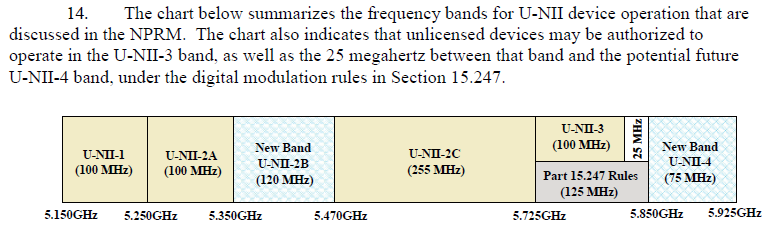 14. The chart below summarizes the frequency bands for U-NII device operation that are
discussed in the NPRM. The chart also indicates that unlicensed devices may be authorized to
operate in the U-NII-3 band, as well as the 25 megahertz between that band and the potential future
U-NII-4 band, under the digital modulation rules in Section 15.247.
U-NII-1
(100 MHz)
U-NII-2A
(100 MHz)
New Band
U-NII-2B
(120 MHz)
U-NII-2C
(255 MHz)
U-NII-3
(100 MHz)
25 MHz
Part 15.247 Rules
(125 MHz)
New Band
U-NII-4
(75 MHz)
5.150GHz 5.250GHz 5.350GHz 5.470GHz 5.725GHz 5.850GHz 5.925GHz